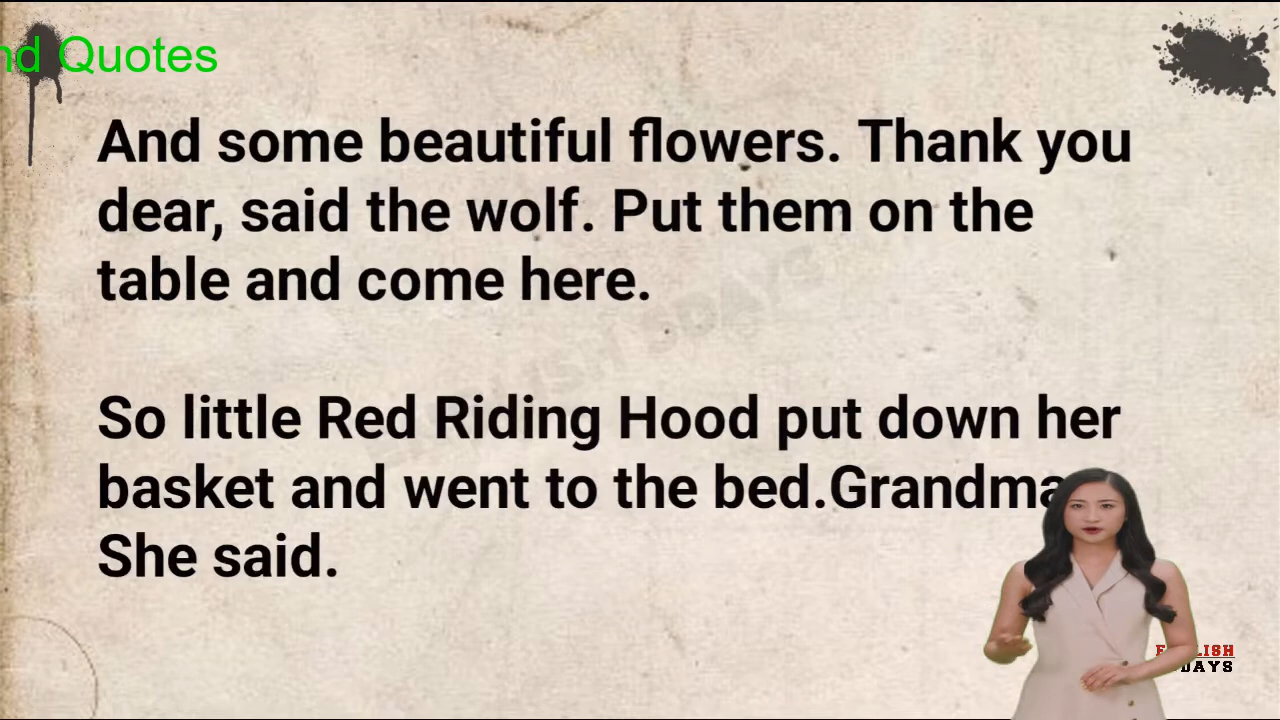 nd Quotes
And some beautiful flowers. Thank you
dear, said the wolf. Put them on the
table and come here.
So little Red Riding Hood put down her
basket and went to the bed.Grandma
She said.
DAYS